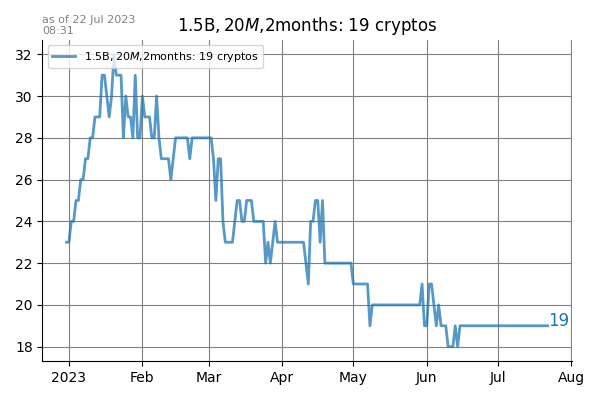 as of 22 Jul 2023
08:31
1.5B, 20M,2months: 19 cryptos
1.5B, 20M,2months: 19 cryptos
32
30
28
26
24
22
20
18
19
2023 Feb Mar Apr May Jun Jul Aug